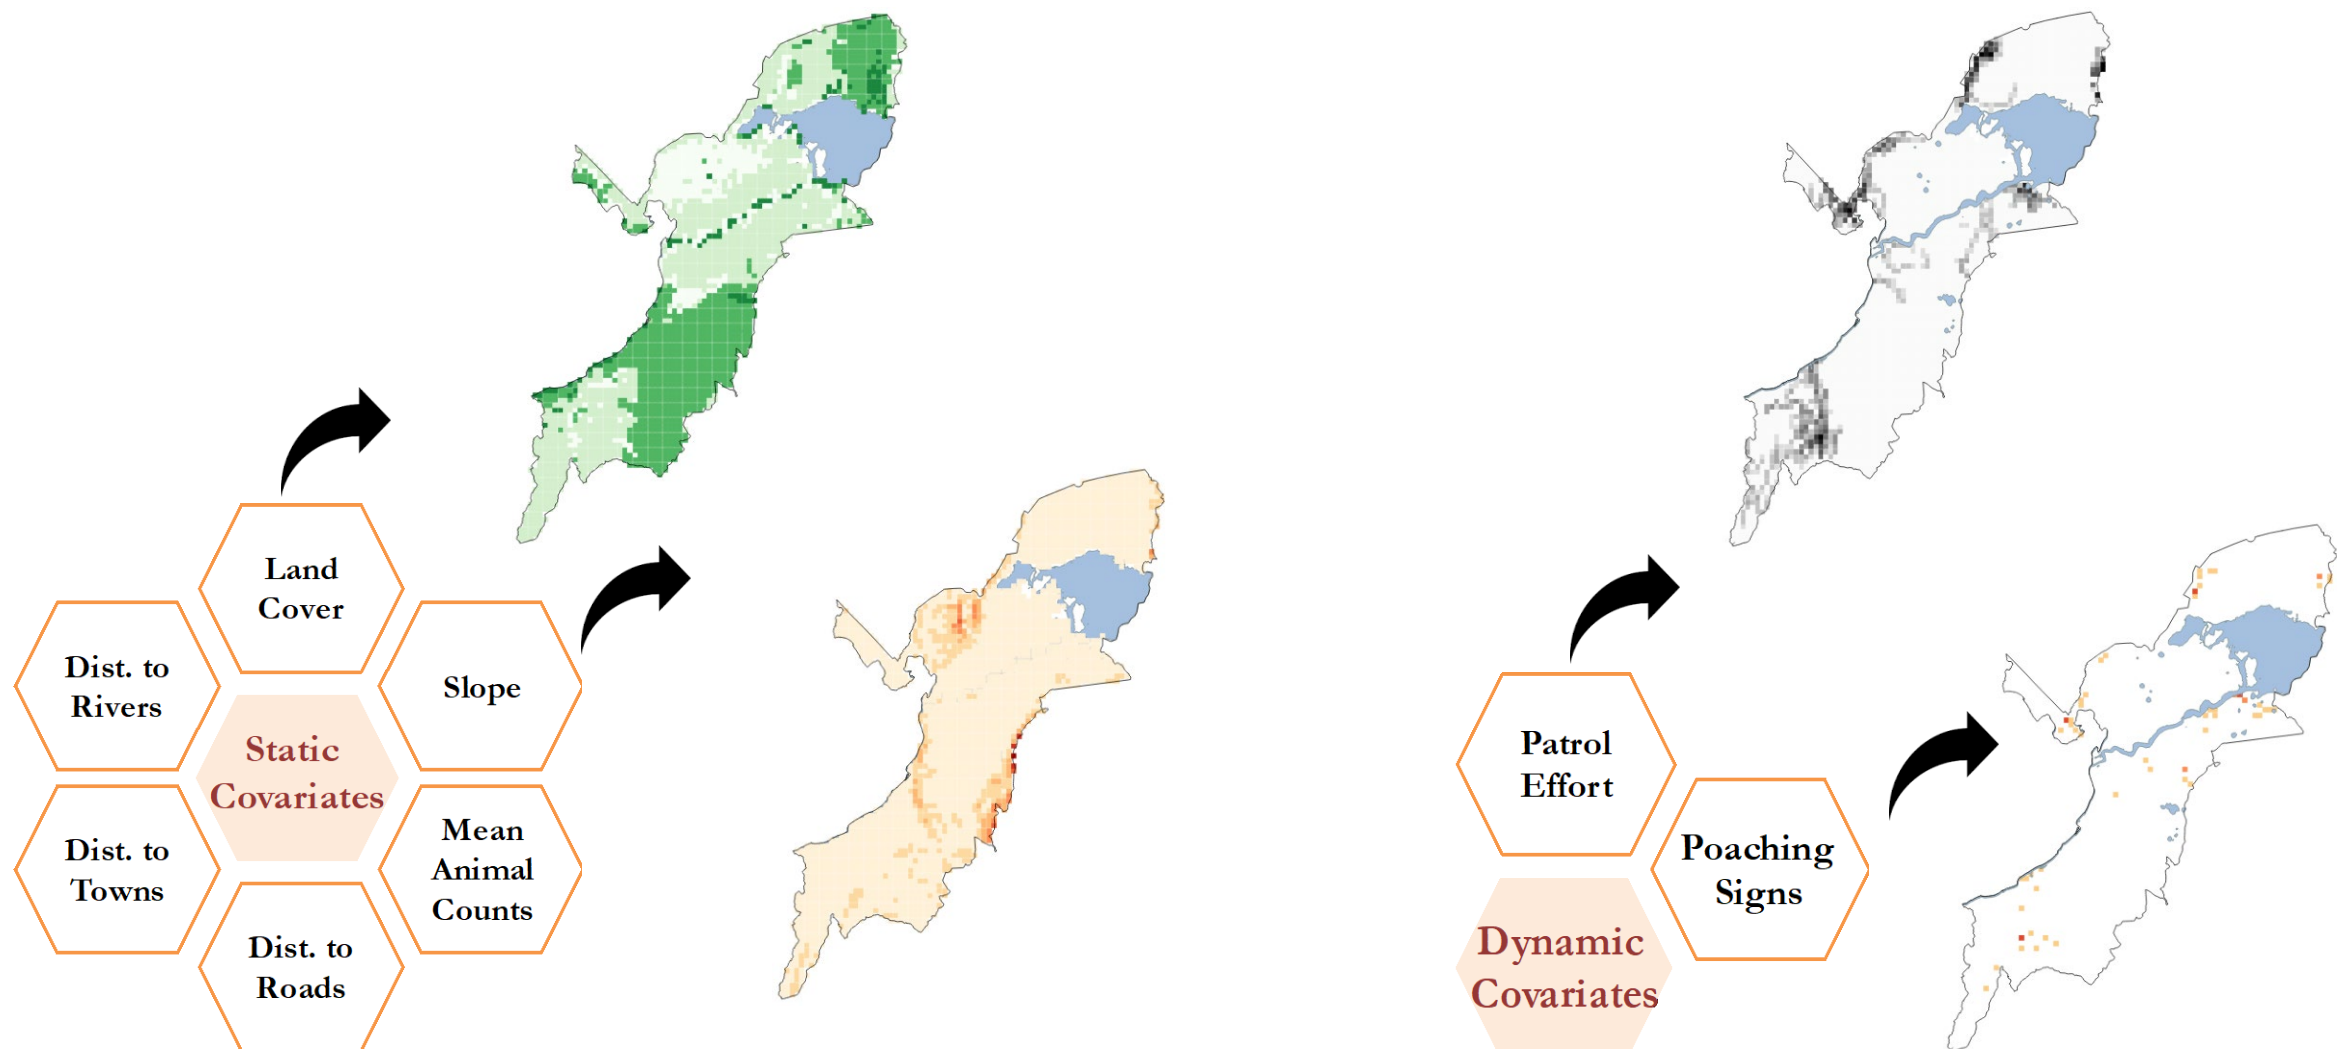 Land
Cover
Dist. to
Rivers
Slope
Static
Covariates
Dist. to
Towns
Mean
Animal
Counts
Dist. to
Roads
Patrol
Effort
Poaching
Signs
Dynamic
Covariates